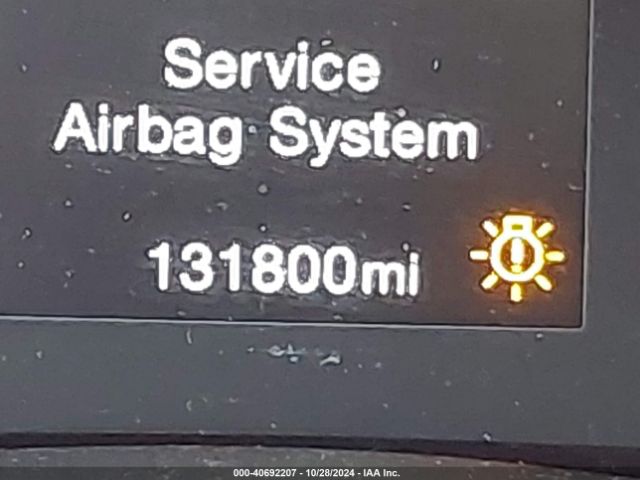 Service
Airbag System
131800mi
000-40692207 - 10/28/2024 - IAA Inc.